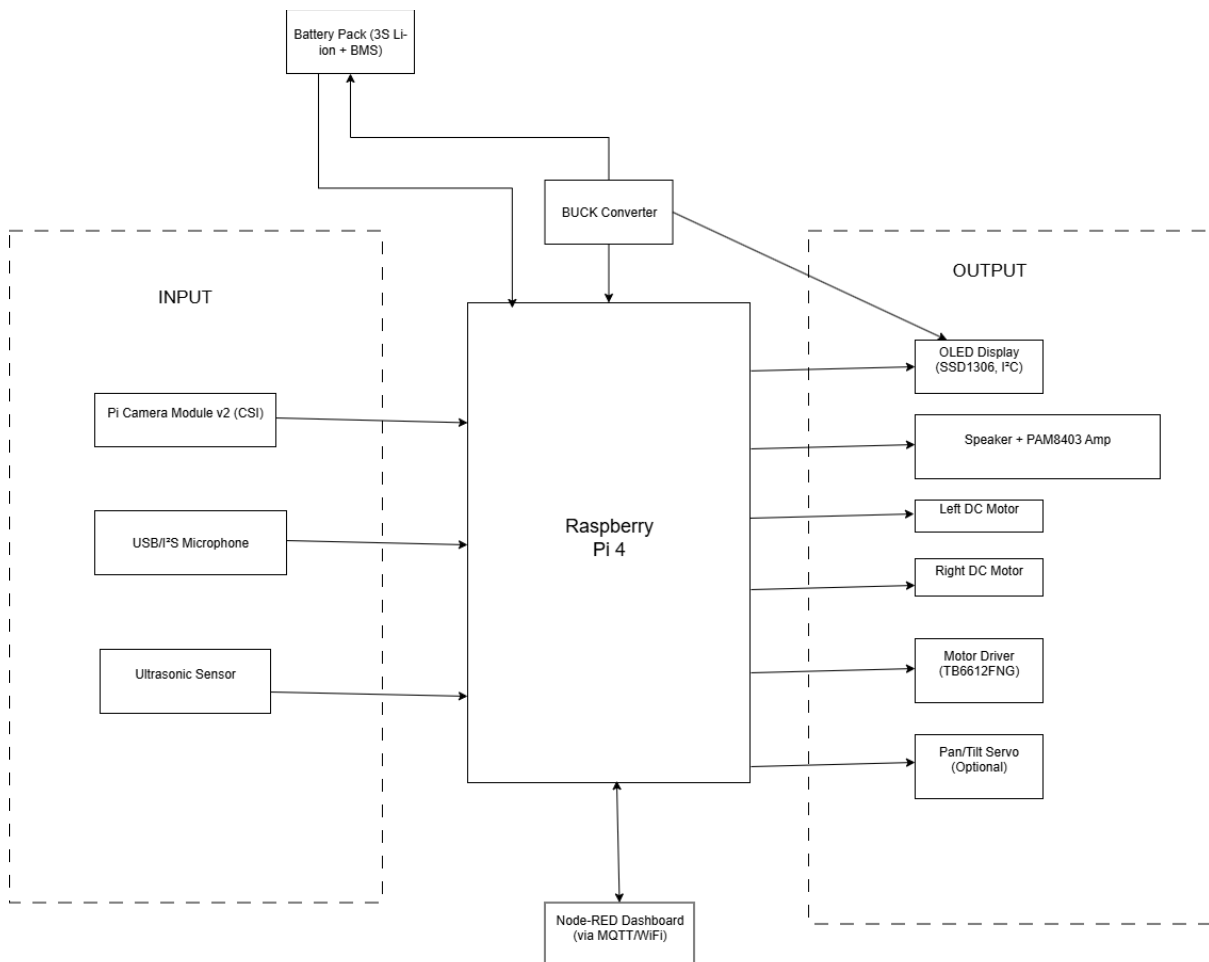 Battery Pack (3S Li-
ion + BMS)
BUCK Converter
INPUT
OUTPUT
Pi Camera Module v2 (CSI)
USB/I²S Microphone
Ultrasonic Sensor
Raspberry
Pi 4
OLED Display
(SSD1306, I²C)
Speaker + PAM8403 Amp
Left DC Motor
Right DC Motor
Motor Driver
(TB6612FNG)
Pan/Tilt Servo
(Optional)
Node-RED Dashboard
(via MQTT/WiFi)